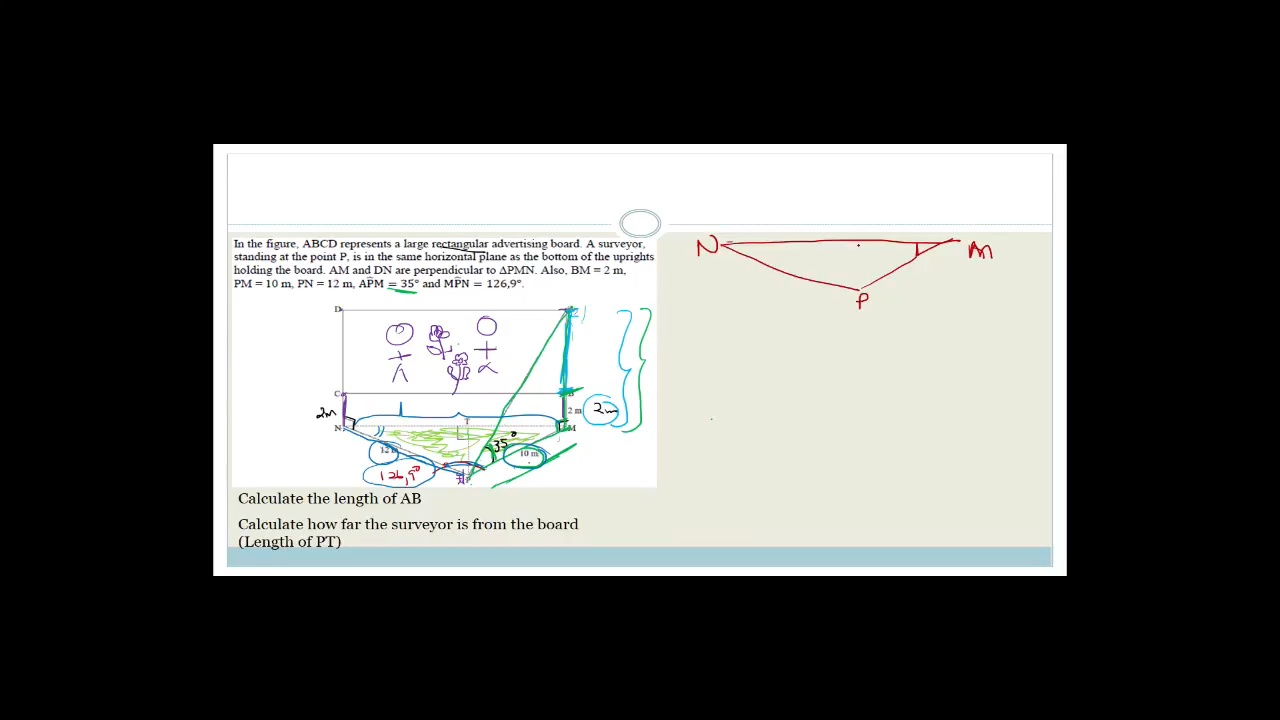 In the figure, ABCD represents a large rectangular advertising board. A surveyor,
standing at the point P, is in the same horizontal plane as the bottom of the uprights
holding the board. AM and DN are perpendicular to ΔPMN. Also, BM = 2 m,
PM = 10 m, PN = 12 m, AP̂M = 35° and MP̂N = 126,9°.
N M
P
D
C
2m 2 m 2m
N T M
12 35° 10 m
126,9° P
Calculate the length of AB
Calculate how far the surveyor is from the board
(Length of PT)